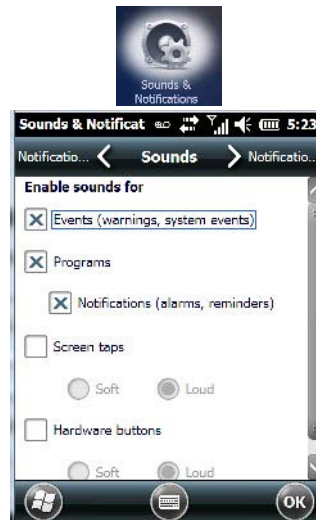 Sounds &
Notifications
Sounds & Notificat 5:23
Notificatio... Sounds Notificatio..
Enable sounds for
Events (warnings, system events)
Programs
Notifications (alarms, reminders)
Screen taps
Soft Loud
Hardware buttons
Soft Loud
OK